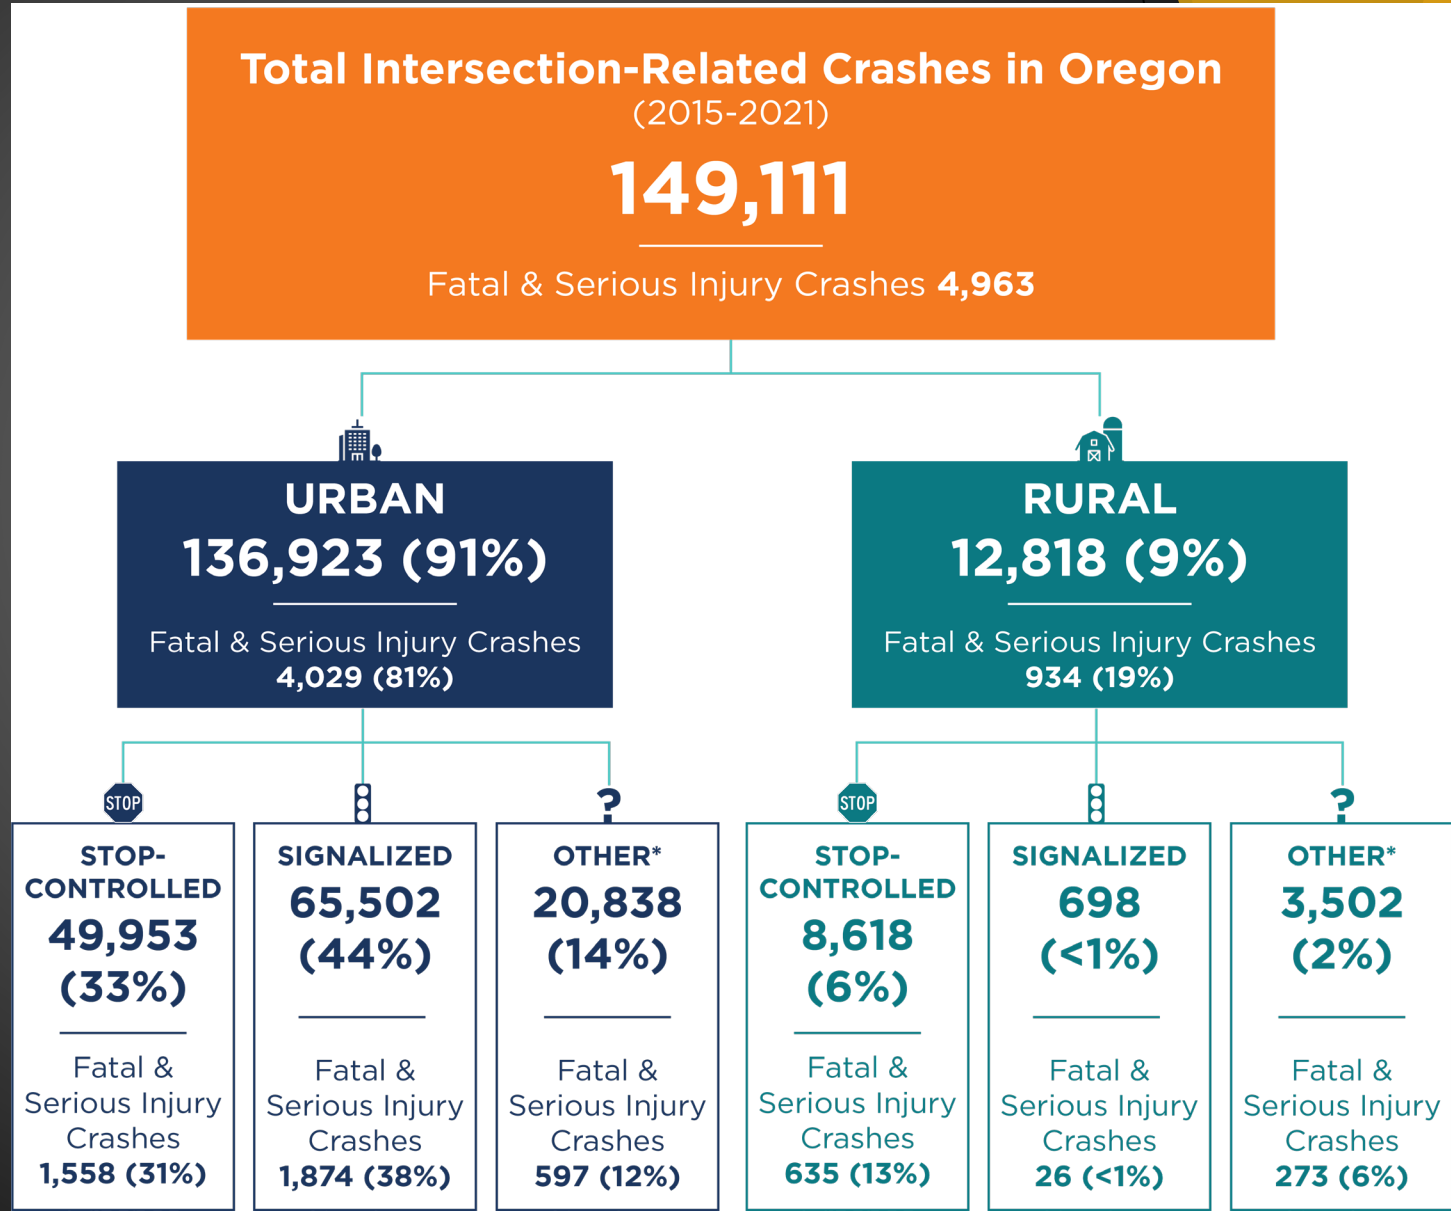 Total Intersection-Related Crashes in Oregon
(2015-2021)
149,111
Fatal & Serious Injury Crashes 4,963
URBAN
136,923 (91%)
Fatal & Serious Injury Crashes
4,029 (81%)
RURAL
12,818 (9%)
Fatal & Serious Injury Crashes
934 (19%)
STOP
STOP-
CONTROLLED
49,953
(33%)
Fatal &
Serious Injury
Crashes
1,558 (31%)
SIGNALIZED
65,502
(44%)
Fatal &
Serious Injury
Crashes
1,874 (38%)
?
OTHER*
20,838
(14%)
Fatal &
Serious Injury
Crashes
597 (12%)
STOP
STOP-
CONTROLLED
8,618
(6%)
Fatal &
Serious Injury
Crashes
635 (13%)
SIGNALIZED
698
(<1%)
Fatal &
Serious Injury
Crashes
26 (<1%)
?
OTHER*
3,502
(2%)
Fatal &
Serious Injury
Crashes
273 (6%)